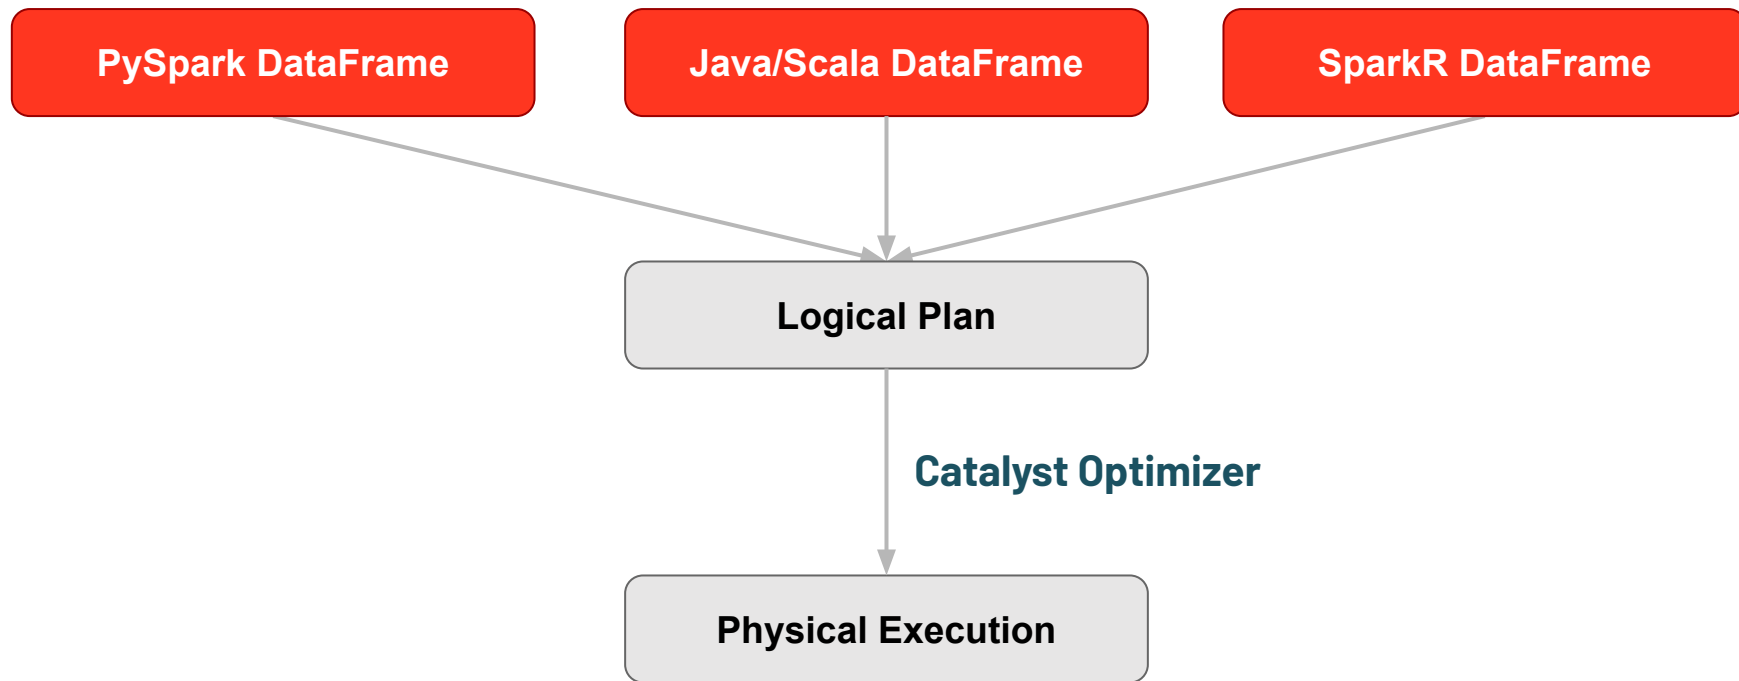 PySpark DataFrame
Java/Scala DataFrame
SparkR DataFrame
Logical Plan
Catalyst Optimizer
Physical Execution